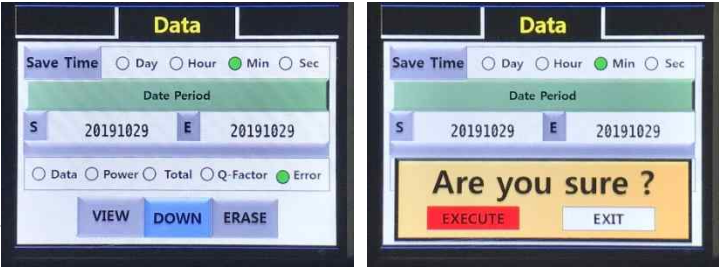 Data
Save Time Day Hour Min Sec
Date Period
S 20191029 E 20191029
Data Power Total Q-Factor Error
VIEW DOWN ERASE
Data
Save Time Day Hour Min Sec
Date Period
S 20191029 E 20191029
Are you sure ?
EXECUTE EXIT